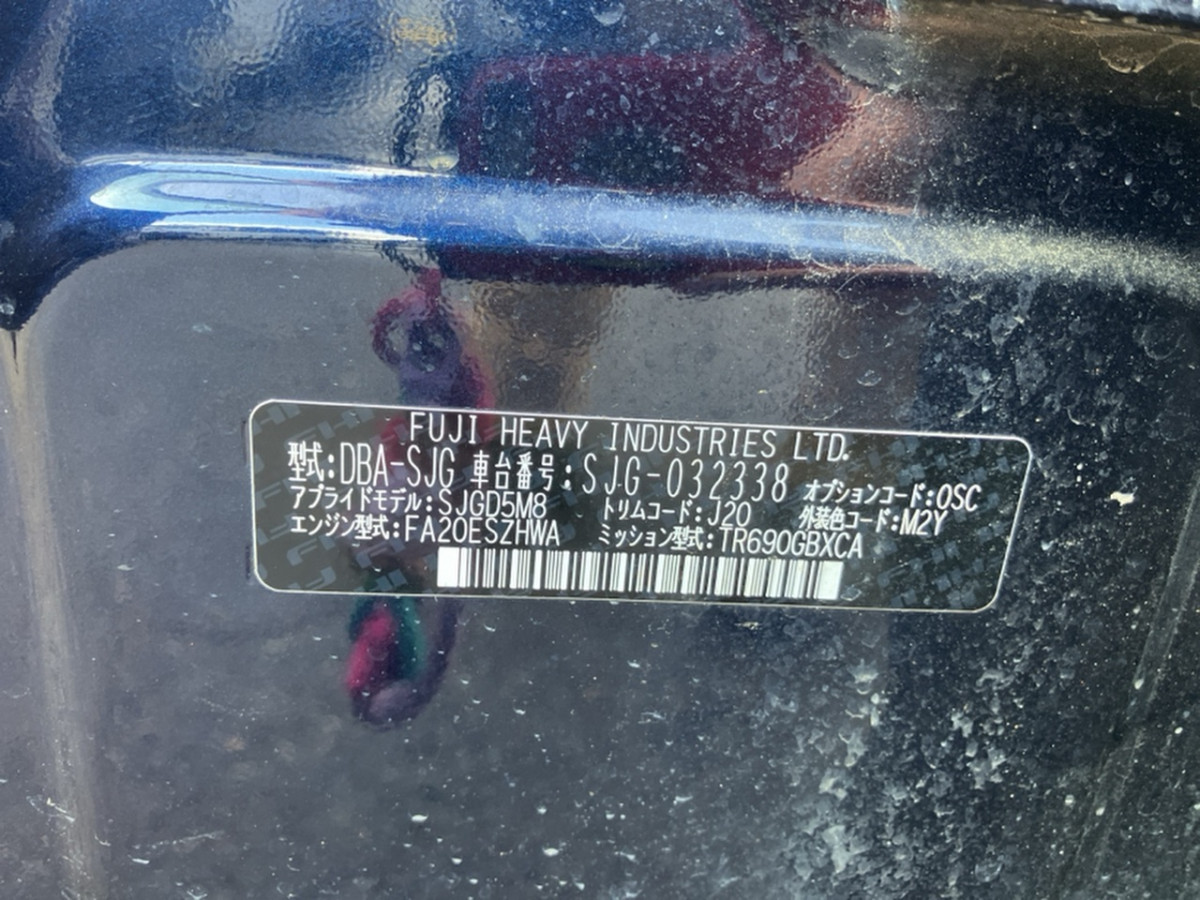 FUJI HEAVY INDUSTRIES LTD.
型式:DBA-SJG 車台番号:SJG-032338 オプションコード:OSC
アプライドモデル:SJGD5M8 トリムコード:J20 外装色コード:M2Y
エンジン型式:FA20ESZHWA ミッション型式:TR690GBXCA